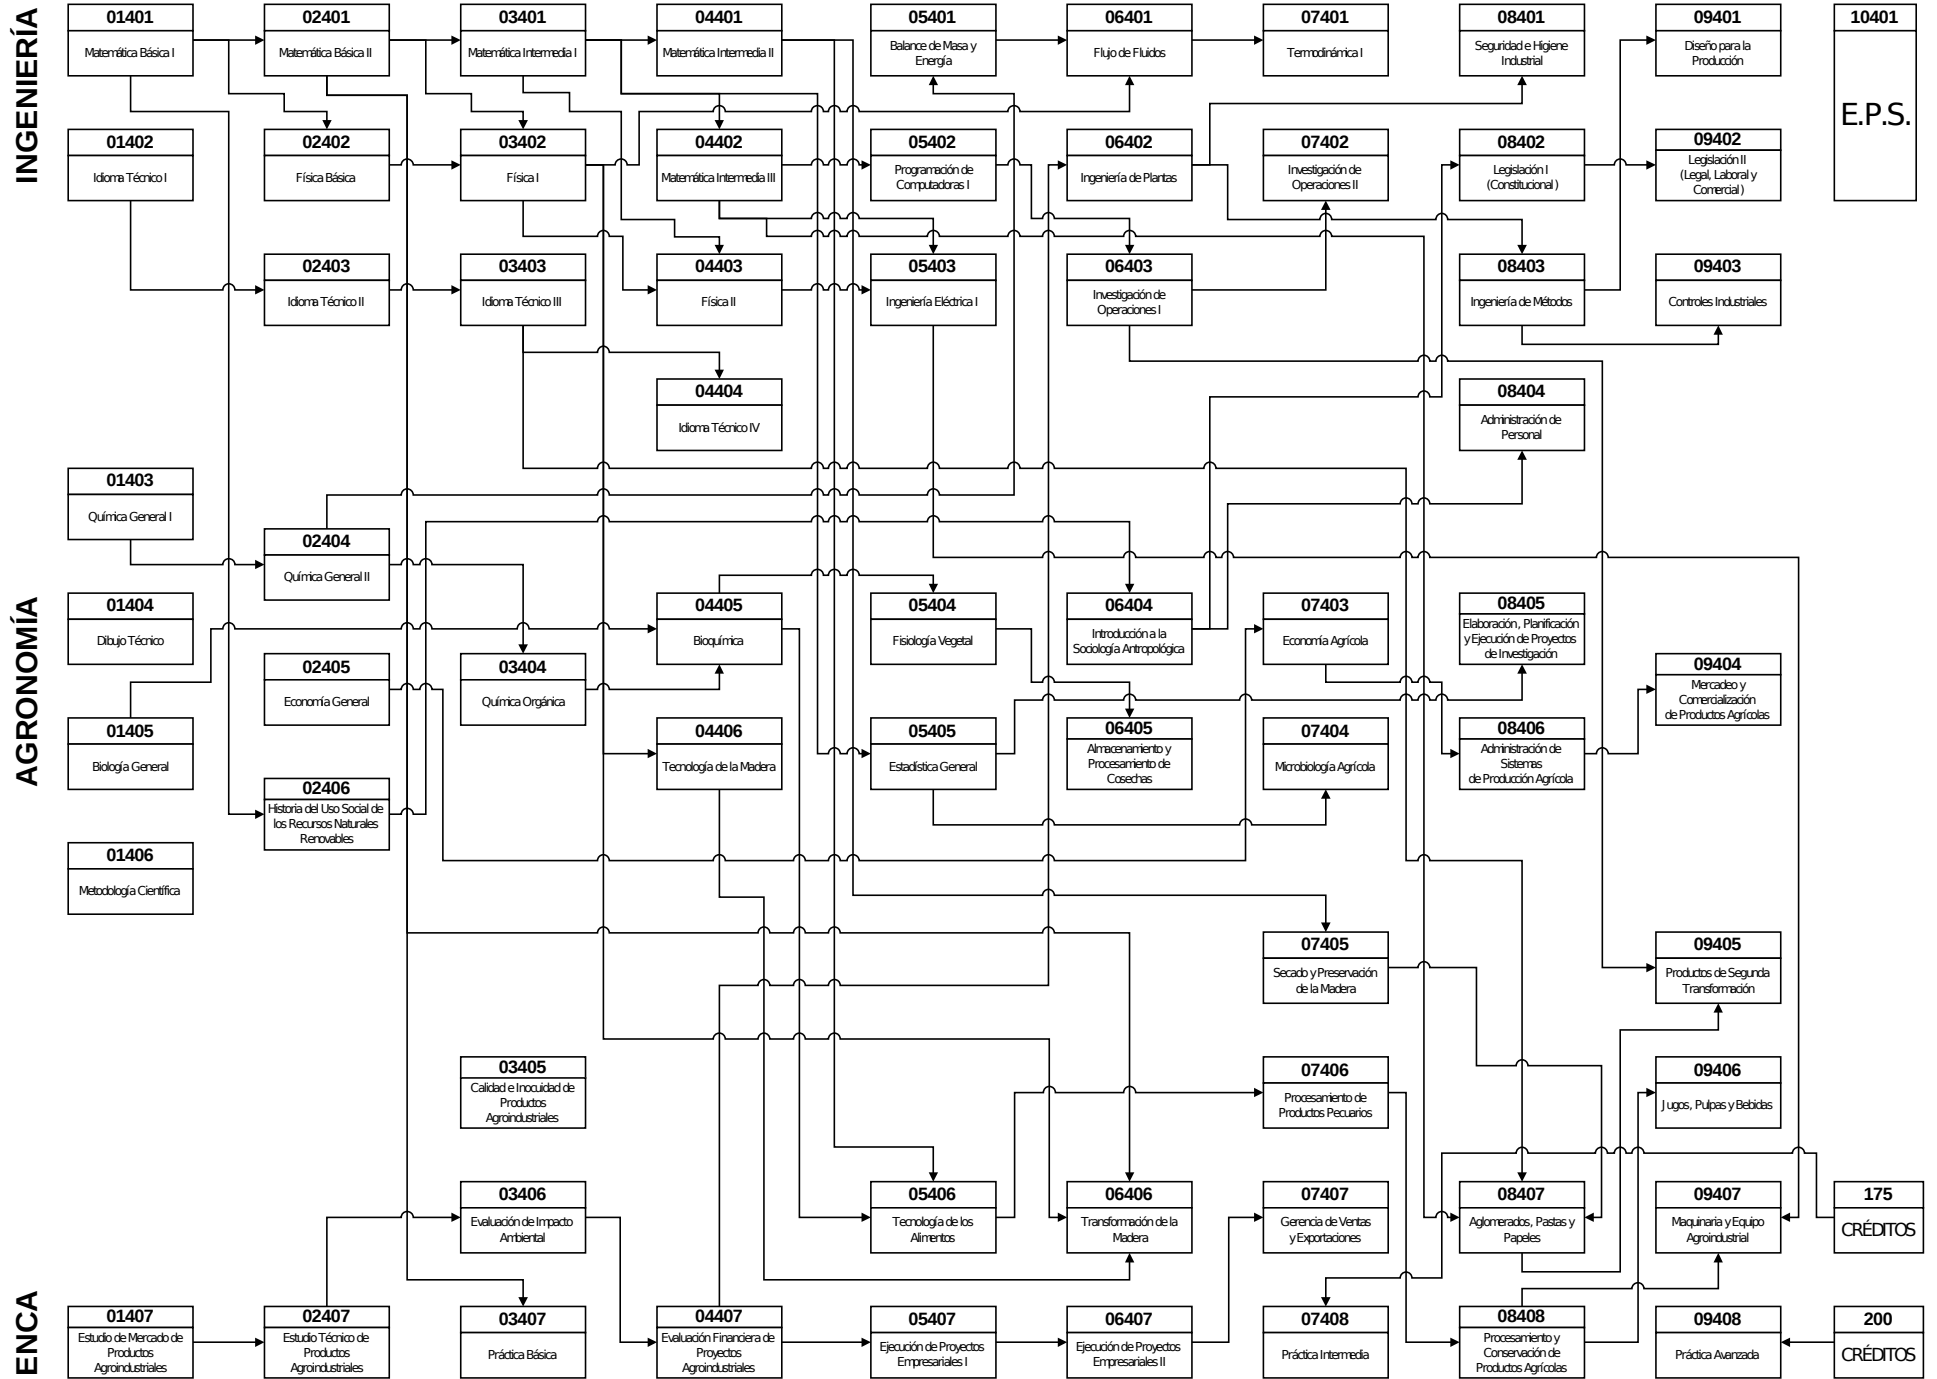 INGENIERÍA
AGRONOMÍA
ENCA
01401
Matemática Básica I
01402
Idioma Técnico I
01403
Química General I
01404
Dibujo Técnico
01405
Biología General
01406
Metodología Científica
01407
Estudio de Mercado de
Productos
Agroindustriales
02401
Matemática Básica II
02402
Física Básica
02403
Idioma Técnico II
02404
Química General II
02405
Economía General
02406
Historia del Uso Social de
los Recursos Naturales
Renovables
02407
Estudio Técnico de
Productos
Agroindustriales
03401
Matemática Intermedia I
03402
Física I
03403
Idioma Técnico III
03404
Química Orgánica
03405
Calidad e Inocuidad de
Productos
Agroindustriales
03406
Evaluación de Impacto
Ambiental
03407
Práctica Básica
04401
Matemática Intermedia II
04402
Matemática Intermedia III
04403
Física II
04404
Idioma Técnico IV
04405
Bioquímica
04406
Tecnología de la Madera
04407
Evaluación Financiera de
Proyectos
Agroindustriales
05401
Balance de Masa y
Energía
05402
Programación de
Computadoras I
05403
Ingeniería Eléctrica I
05404
Fisiología Vegetal
05405
Estadística General
05406
Tecnología de los
Alimentos
05407
Ejecución de Proyectos
Empresariales I
06401
Flujo de Fluidos
06402
Ingeniería de Plantas
06403
Investigación de
Operaciones I
06404
Introducción a la
Sociología Antropológica
06405
Almacenamiento y
Procesamiento de
Cosechas
06406
Transformación de la
Madera
06407
Ejecución de Proyectos
Empresariales II
07401
Termodinámica I
07402
Investigación de
Operaciones II
07403
Economía Agrícola
07404
Microbiología Agrícola
07405
Secado y Preservación
de la Madera
07406
Procesamiento de
Productos Pecuarios
07407
Gerencia de Ventas
y Exportaciones
07408
Práctica Intermedia
08401
Seguridad e Higiene
Industrial
08402
Legislación I
(Constitucional)
08403
Ingeniería de Métodos
08404
Administración de
Personal
08405
Elaboración, Planificación
y Ejecución de Proyectos
de Investigación
08406
Administración de
Sistemas
de Producción Agrícola
08407
Aglomerados, Pastas y
Papeles
08408
Procesamiento y
Conservación de
Productos Agrícolas
09401
Diseño para la
Producción
09402
Legislación II
(Legal, Laboral y
Comercial)
09403
Controles Industriales
09404
Mercadeo y
Comercialización
de Productos Agrícolas
09405
Productos de Segunda
Transformación
09406
Jugos, Pulpas y Bebidas
09407
Maquinaria y Equipo
Agroindustrial
09408
Práctica Avanzada
10401
E.P.S.
175
CRÉDITOS
200
CRÉDITOS